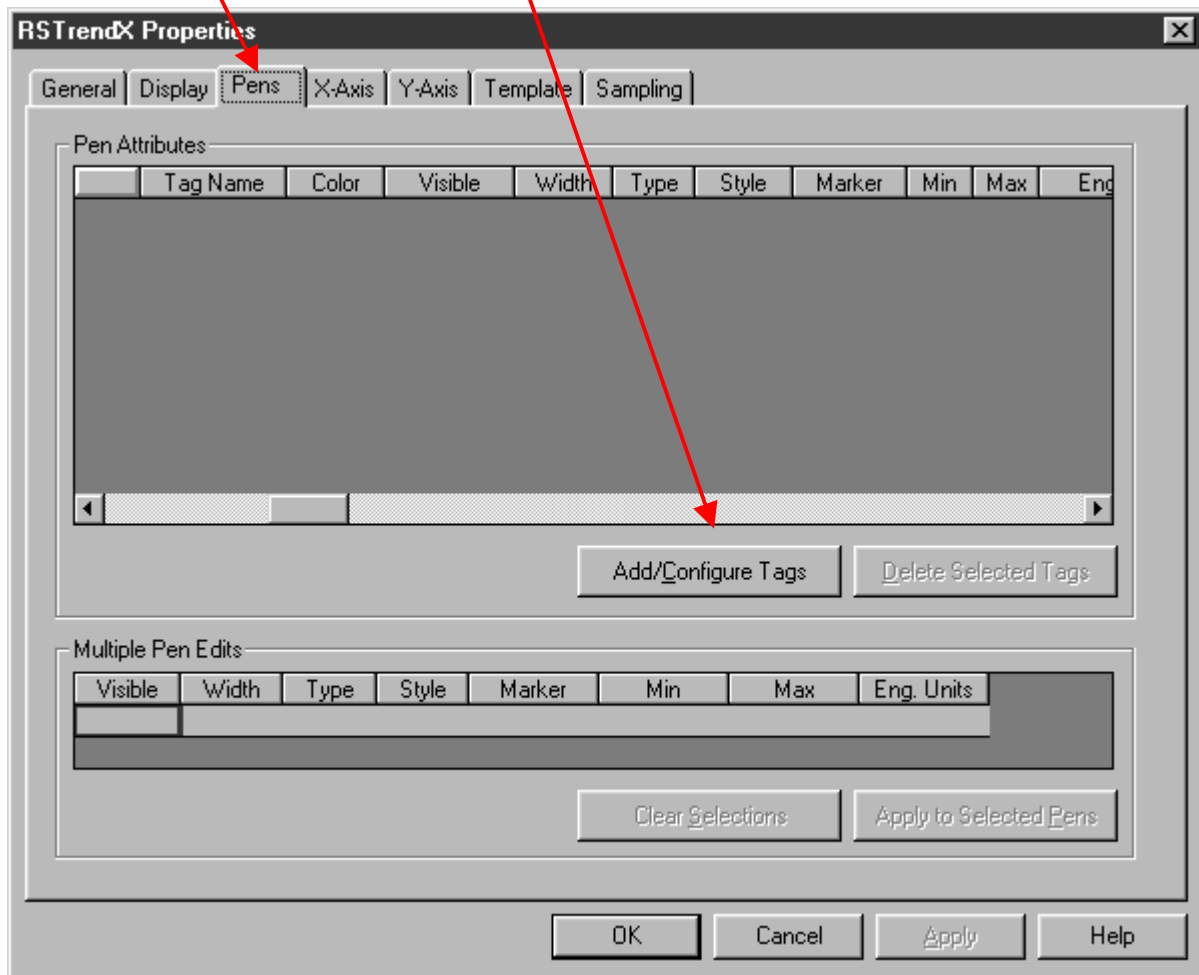 RSTrendX Properties
General Display Pens X-Axis Y-Axis Template Sampling
Pen Attributes
Tag Name Color Visible Width Type Style Marker Min Max Eng
Add/Configure Tags Delete Selected Tags
Multiple Pen Edits
Visible Width Type Style Marker Min Max Eng. Units
Clear Selections Apply to Selected Pens
OK Cancel Apply Help